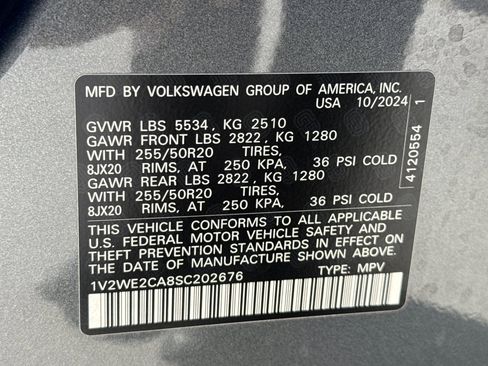 MFD BY VOLKSWAGEN GROUP OF AMERICA, INC.
USA 10/2024
GVWR LBS 5534, KG 2510
GAWR FRONT LBS 2822, KG 1280
WITH 255/50R20 TIRES,
8JX20 RIMS, AT 250 KPA, 36 PSI COLD
GAWR REAR LBS 2822, KG 1280
WITH 255/50R20 TIRES,
8JX20 RIMS, AT 250 KPA, 36 PSI COLD
THIS VEHICLE CONFORMS TO ALL APPLICABLE
U.S. FEDERAL MOTOR VEHICLE SAFETY AND
THEFT PREVENTION STANDARDS IN EFFECT ON
THE DATE OF MANUFACTURE SHOWN ABOVE.
1V2WE2CA8SC202676 TYPE: MPV
4120554 1